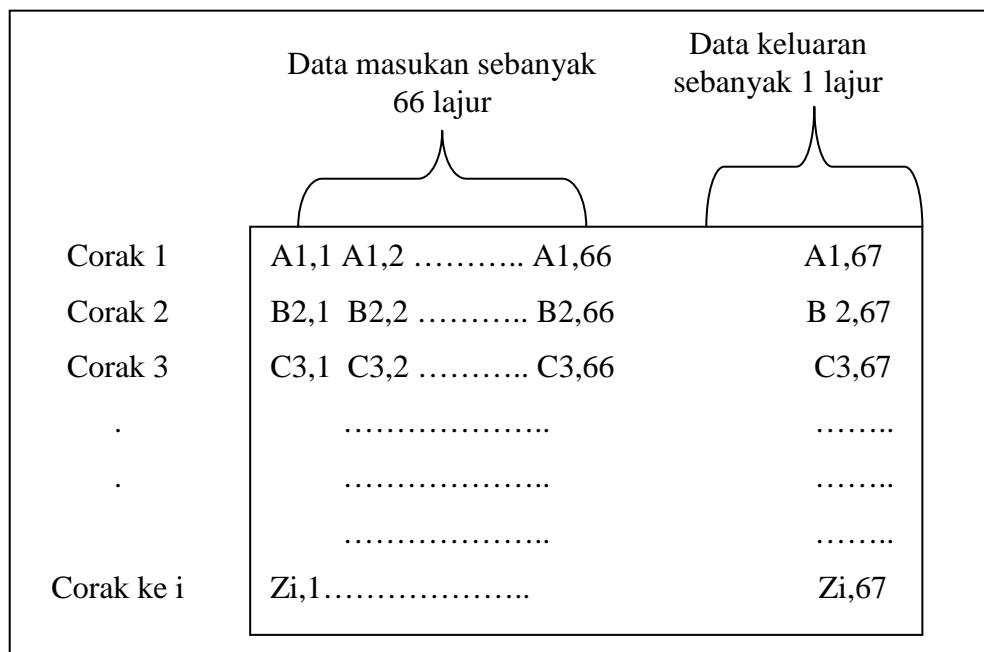 Data masukan sebanyak
66 lajur
Data keluaran
sebanyak 1 lajur
Corak 1 A1,1 A1,2 ……….. A1,66 A1,67
Corak 2 B2,1 B2,2 ……….. B2,66 B 2,67
Corak 3 C3,1 C3,2 ……….. C3,66 C3,67
. ……………….. ……..
. ……………….. ……..
……………….. ……..
Corak ke i Zi,1……………….. Zi,67